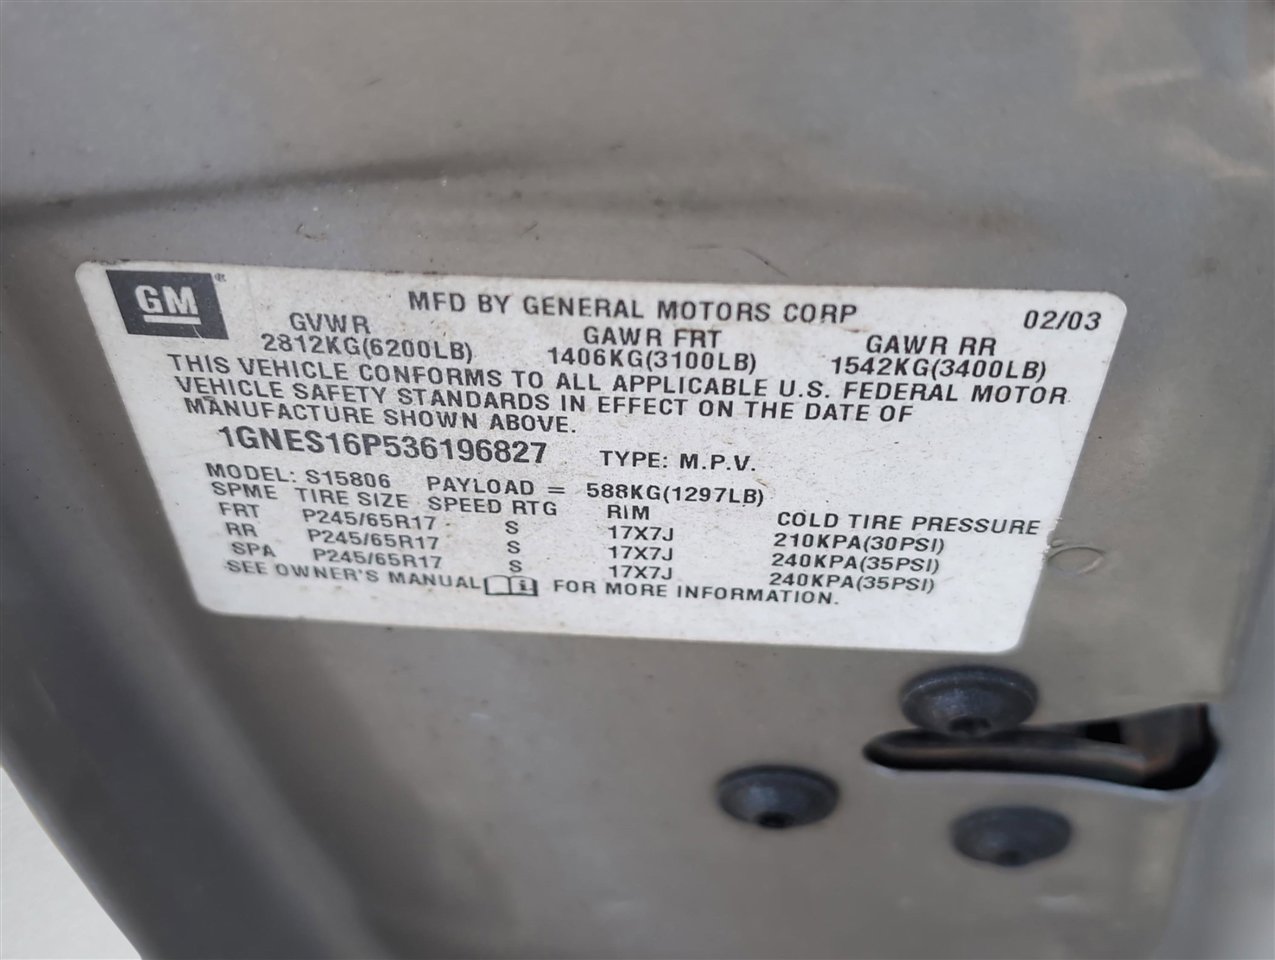 GM®
MFD BY GENERAL MOTORS CORP 02/03
GVWR GAWR FRT GAWR RR
2812KG(6200LB) 1406KG(3100LB) 1542KG(3400LB)
THIS VEHICLE CONFORMS TO ALL APPLICABLE U.S. FEDERAL MOTOR
VEHICLE SAFETY STANDARDS IN EFFECT ON THE DATE OF
MANUFACTURE SHOWN ABOVE.
1GNES16P536196827 TYPE: M.P.V.
MODEL: S15806 PAYLOAD = 588KG(1297LB)
SPME TIRE SIZE SPEED RTG RIM COLD TIRE PRESSURE
FRT P245/65R17 S 17X7J 210KPA(30PSI)
RR P245/65R17 S 17X7J 240KPA(35PSI)
SPA P245/65R17 S 17X7J 240KPA(35PSI)
SEE OWNER'S MANUAL FOR MORE INFORMATION.